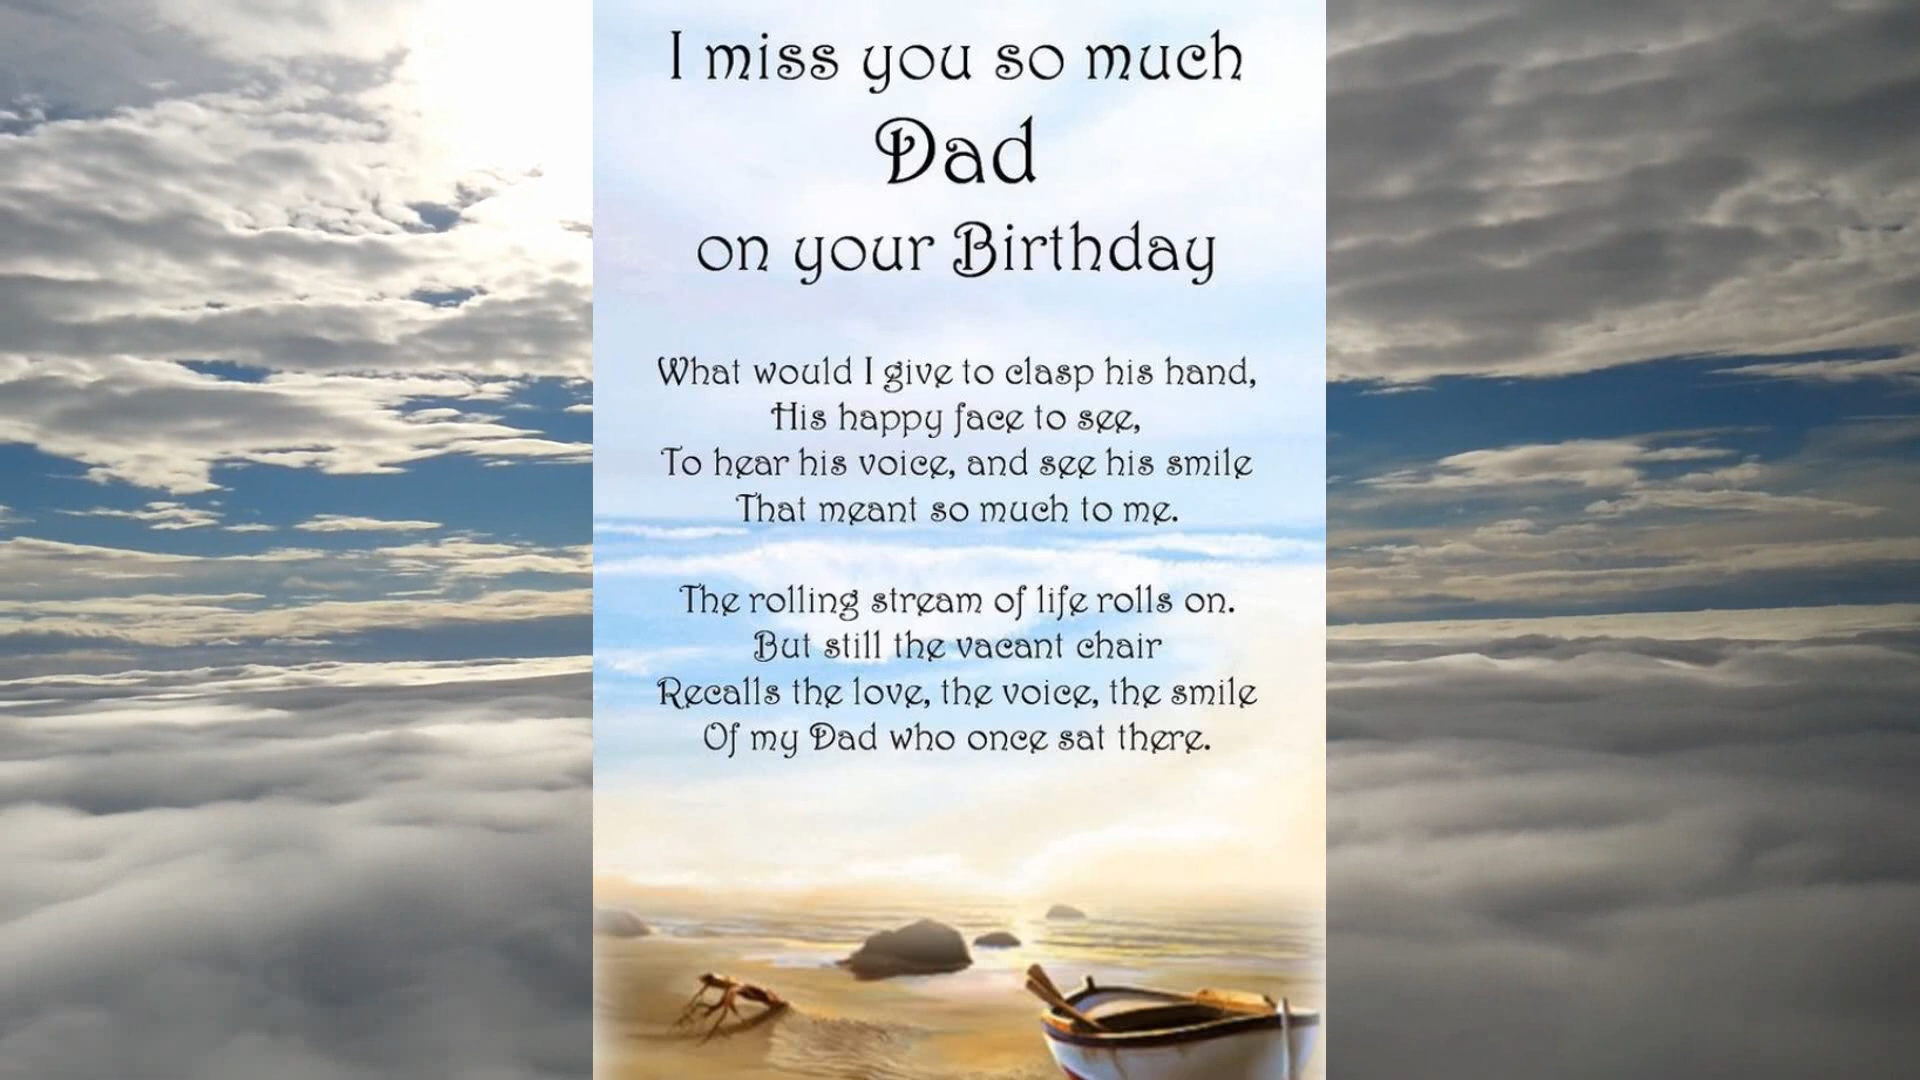 I miss you so much
Dad
on your Birthday
What would I give to clasp his hand,
His happy face to see,
To hear his voice, and see his smile
That meant so much to me.
The rolling stream of life rolls on.
But still the vacant chair
Recalls the love, the voice, the smile
Of my Dad who once sat there.